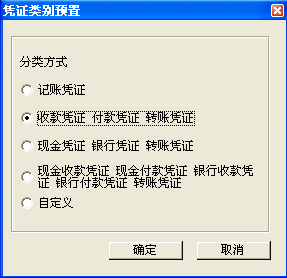 凭证类别预置
分类方式
记账凭证
收款凭证 付款凭证 转账凭证
现金凭证 银行凭证 转账凭证
现金收款凭证 现金付款凭证 银行收款凭
证 银行付款凭证 转账凭证
自定义
确定 取消